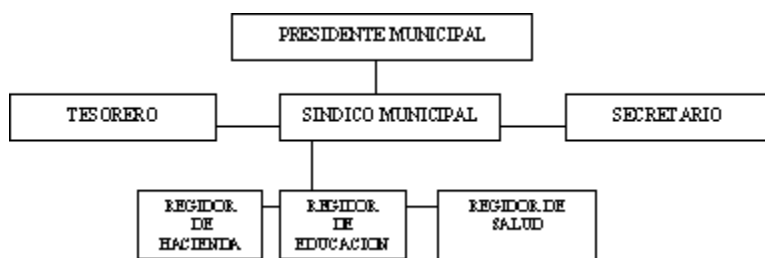 PRESIDENTE MUNICIPAL
TESORERO
SINDICO MUNICIPAL
SECRETARIO
REGIDOR
DE
HACIENDA
REGIDOR
DE
EDUCACION
REGIDOR DE
SALUD